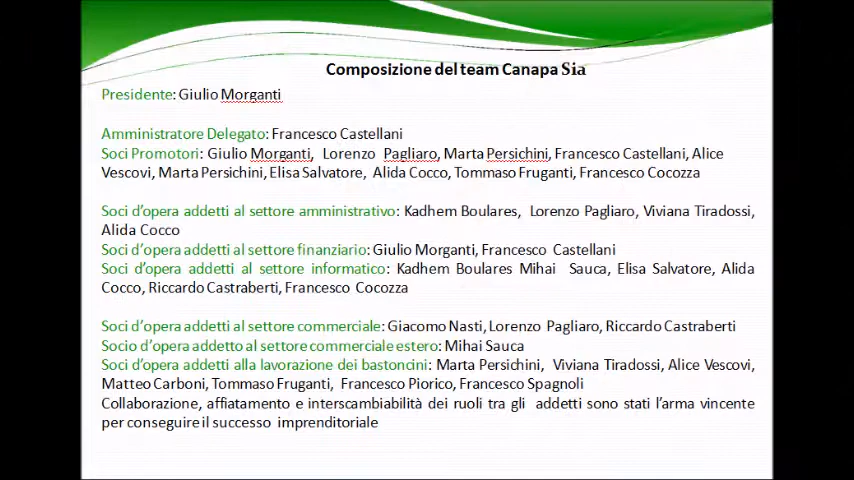 Composizione del team Canapa Sia
Presidente: Giulio Morganti
Amministratore Delegato: Francesco Castellani
Soci Promotori: Giulio Morganti, Lorenzo Pagliaro, Marta Persichini, Francesco Castellani, Alice
Vescovi, Marta Persichini, Elisa Salvatore, Alida Cocco, Tommaso Fruganti, Francesco Cocozza
Soci d'opera addetti al settore amministrativo: Kadhem Boulares, Lorenzo Pagliaro, Viviana Tiradossi,
Alida Cocco
Soci d'opera addetti al settore finanziario: Giulio Morganti, Francesco Castellani
Soci d'opera addetti al settore informatico: Kadhem Boulares Mihai Sauca, Elisa Salvatore, Alida
Cocco, Riccardo Castraberti, Francesco Cocozza
Soci d'opera addetti al settore commerciale: Giacomo Nasti, Lorenzo Pagliaro, Riccardo Castraberti
Socio d'opera addetto al settore commerciale estero: Mihai Sauca
Soci d'opera addetti alla lavorazione dei bastoncini: Marta Persichini, Viviana Tiradossi, Alice Vescovi,
Matteo Carboni, Tommaso Fruganti, Francesco Piorico, Francesco Spagnoli
Collaborazione, affiatamento e interscambiabilità dei ruoli tra gli addetti sono stati l'arma vincente
per conseguire il successo imprenditoriale